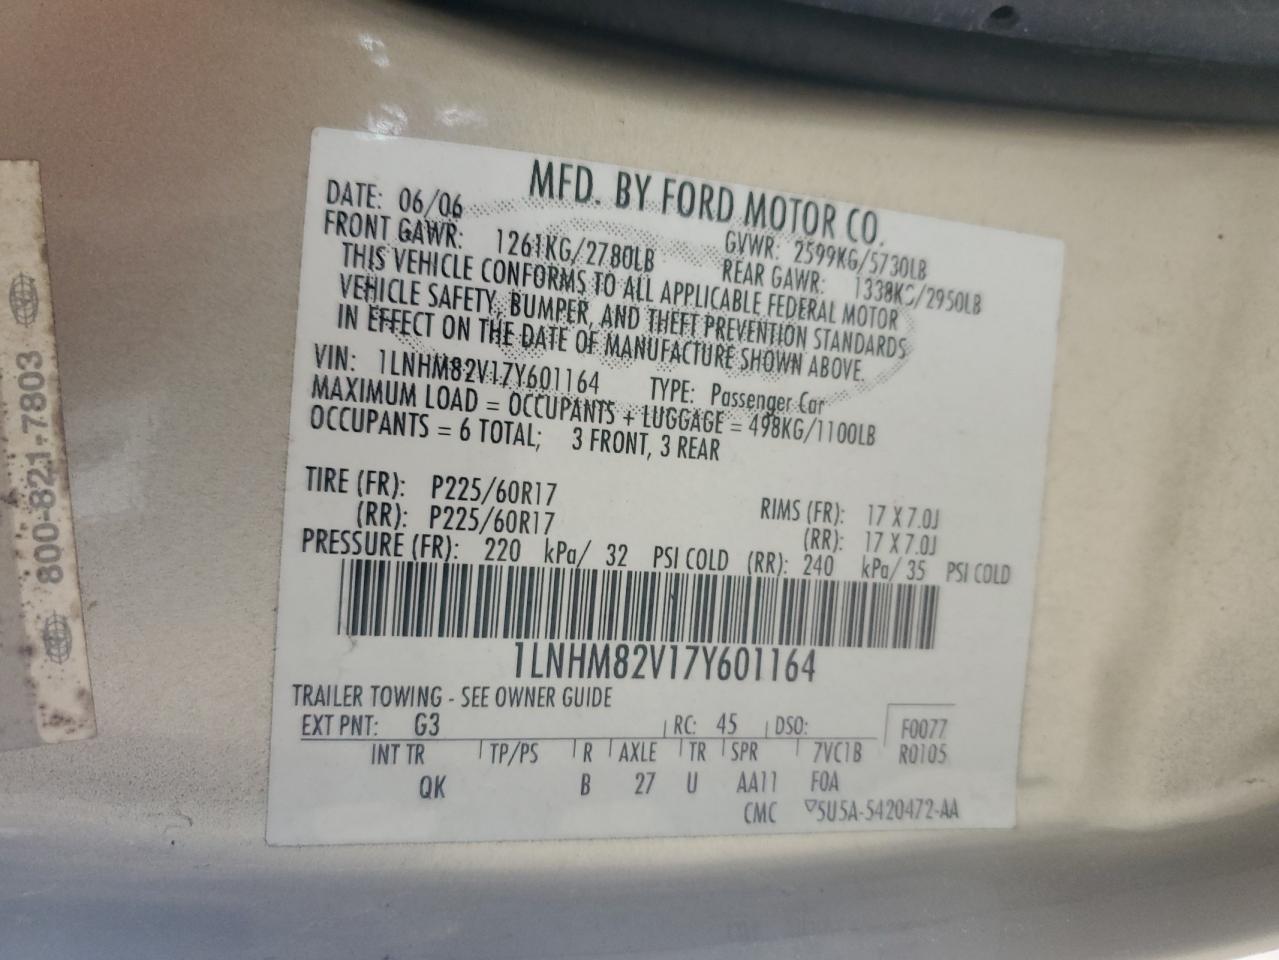 MFD. BY FORD MOTOR CO.
DATE: 06/06 GVWR: 2599KG/5730LB
FRONT GAWR: 1261KG/2780LB REAR GAWR: 1338KG/2950LB
THIS VEHICLE CONFORMS TO ALL APPLICABLE FEDERAL MOTOR
VEHICLE SAFETY, BUMPER, AND THEFT PREVENTION STANDARDS
IN EFFECT ON THE DATE OF MANUFACTURE SHOWN ABOVE.
VIN: 1LNHM82V17Y601164 TYPE: Passenger Car
MAXIMUM LOAD = OCCUPANTS + LUGGAGE = 498KG/1100LB
OCCUPANTS = 6 TOTAL; 3 FRONT, 3 REAR
TIRE (FR): P225/60R17 RIMS (FR): 17 X 7.0J
(RR): P225/60R17 (RR): 17 X 7.0J
PRESSURE (FR): 220 kPa/ 32 PSI COLD (RR): 240 kPa/ 35 PSI COLD
1LNHM82V17Y601164
TRAILER TOWING - SEE OWNER GUIDE
EXT PNT: G3 RC: 45 DSO: F0077
INT TR TP/PS R AXLE TR SPR 7VC1B R0105
QK B 27 U AA11 F0A
CMC ▽5U5A-5420472-AA
800-821-7803